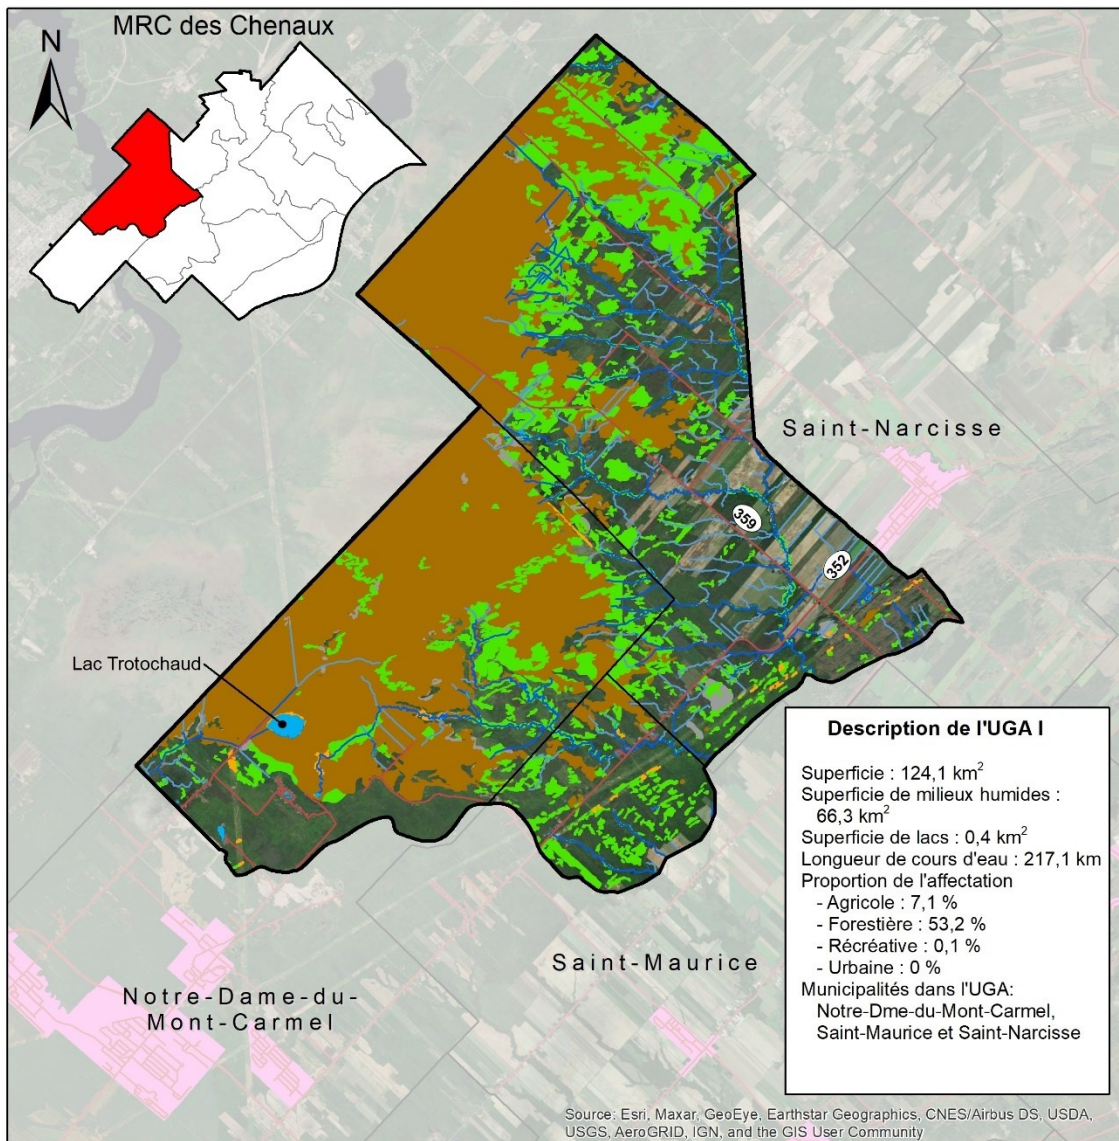 MRC des Chenaux
N
Saint-Narcisse
359
352
Lac Trotochaud
Description de l'UGA I
Superficie : 124,1 km²
Superficie de milieux humides :
66,3 km²
Superficie de lacs : 0,4 km²
Longueur de cours d'eau : 217,1 km
Proportion de l'affectation
- Agricole : 7,1 %
- Forestière : 53,2 %
- Récréative : 0,1 %
- Urbaine : 0 %
Municipalités dans l'UGA:
Notre-Dme-du-Mont-Carmel,
Saint-Maurice et Saint-Narcisse
Saint-Maurice
Notre-Dame-du-
Mont-Carmel
Source: Esri, Maxar, GeoEye, Earthstar Geographics, CNES/Airbus DS, USDA,
USGS, AeroGRID, IGN, and the GIS User Community